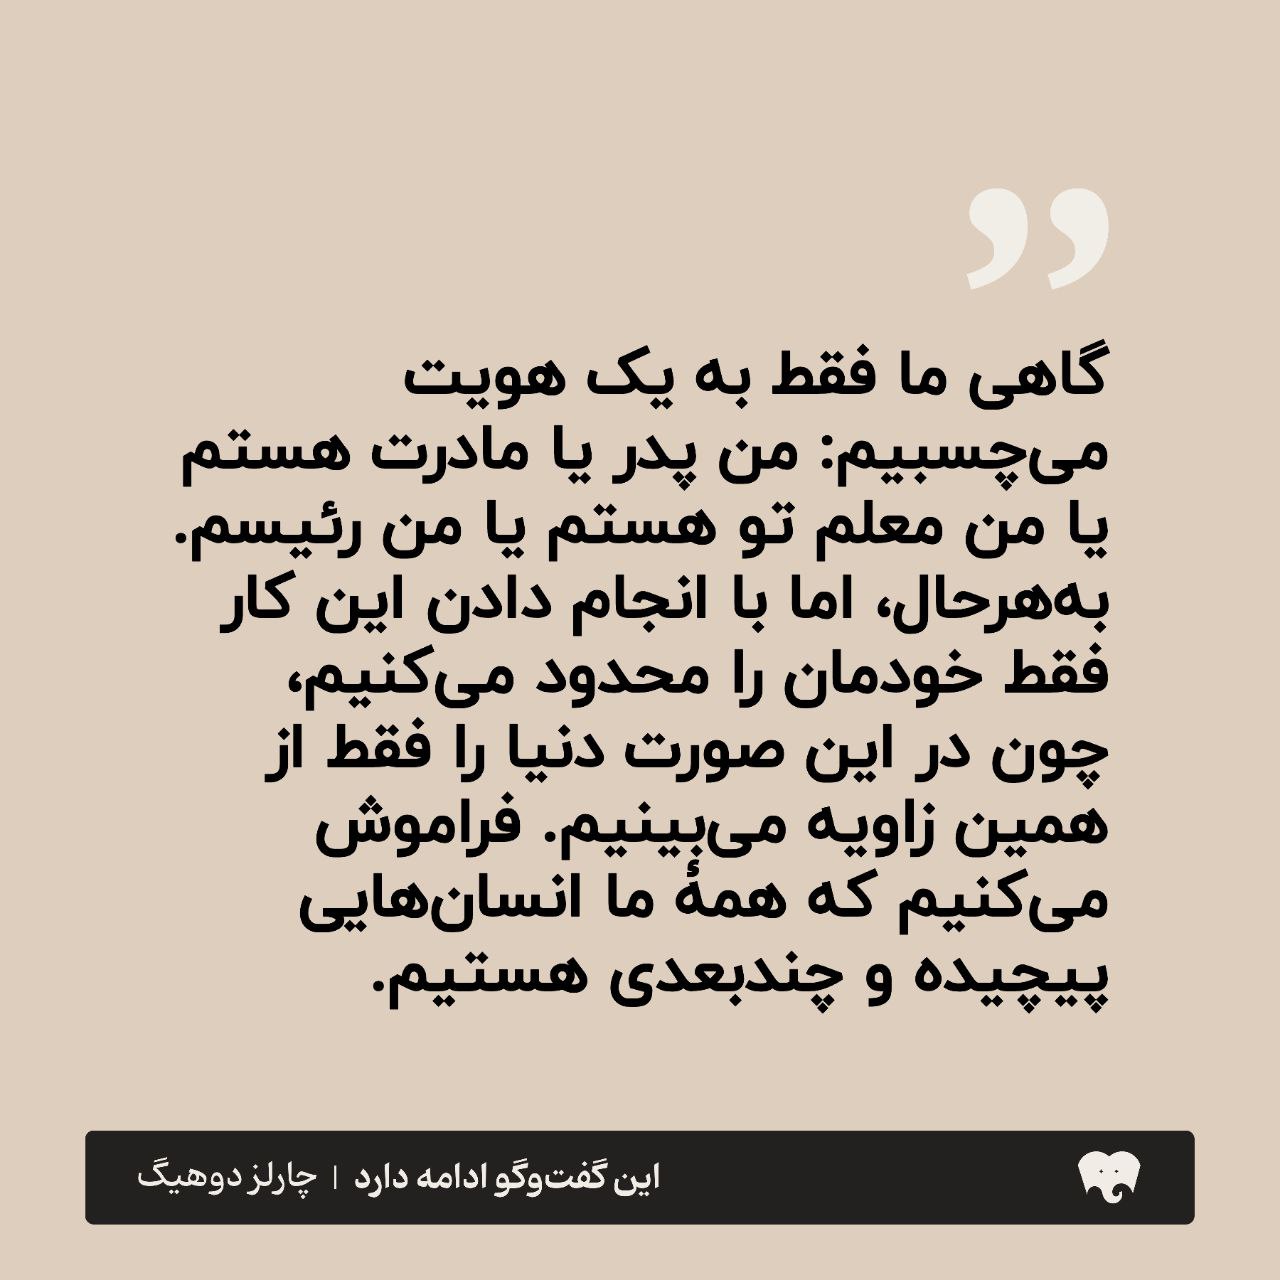 ”
گاهی ما فقط به یک هویت
می‌چسبیم: من پدر یا مادرت هستم
یا من معلم تو هستم یا من رئیسم.
به‌هرحال، اما با انجام دادن این کار
فقط خودمان را محدود می‌کنیم،
چون در این صورت دنیا را فقط از
همین زاویه می‌بینیم. فراموش
می‌کنیم که همهٔ ما انسان‌هایی
پیچیده و چندبعدی هستیم.
این گفت‌وگو ادامه دارد | چارلز دوهیگ